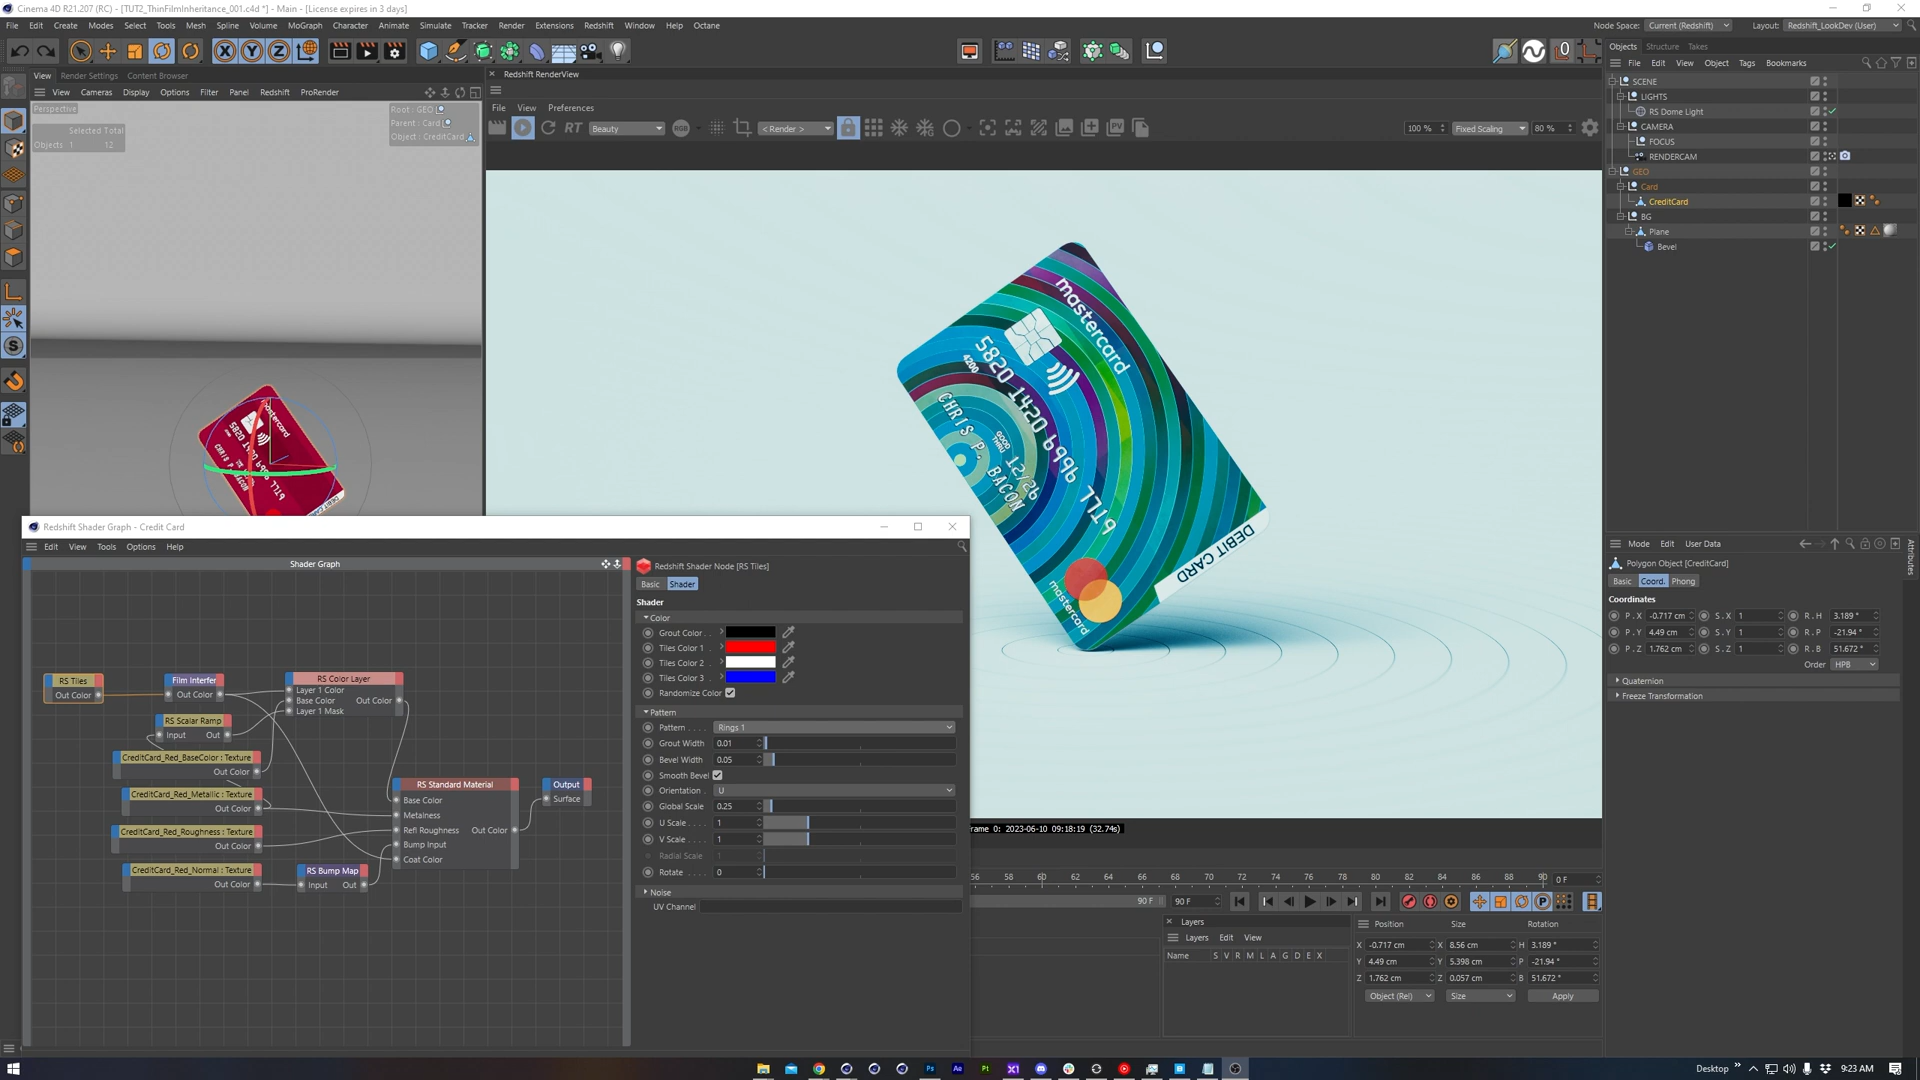 Cinema 4D R21.207 (RC) - [TUT2_ThinFilmInheritance_001.c4d *] - Main - [License expires in 3 days]
File Edit Create Modes Select Tools Mesh Spline Volume MoGraph Character Animate Simulate Tracker Render Extensions Redshift Window Help Octane
Node Space: Current (Redshift) Layout: Redshift_LookDev (User)
View Render Settings Content Browser
View Cameras Display Options Filter Panel Redshift ProRender
Perspective
Root : GEO
Parent : Card
Object : CreditCard
Selected Total
Objects 1 12
Redshift RenderView
File View Preferences
RT Beauty RGB < Render > PV 100 % Fixed Scaling 80 %
mastercard
5820 1420 6996 7719
4200
CHRIS P. BACON
GOOD THRU 12/26
mastercard
DEBIT CARD
Objects Structure Takes
File Edit View Object Tags Bookmarks
SCENE
LIGHTS
RS Dome Light
CAMERA
FOCUS
RENDERCAM
GEO
Card
CreditCard
BG
Plane
Bevel
Mode Edit User Data
Attributes
Polygon Object [CreditCard]
Basic Coord. Phong
Coordinates
P . X -0.717 cm S . X 1 R . H 3.189 °
P . Y 4.49 cm S . Y 1 R . P -21.94 °
P . Z 1.762 cm S . Z 1 R . B 51.672 °
Order HPB
Quaternion
Freeze Transformation
Redshift Shader Graph - Credit Card
Edit View Tools Options Help
Shader Graph
RS Tiles
Out Color
Film Interfer
Out Color
RS Color Layer
Layer 1 Color
Base Color Out Color
Layer 1 Mask
RS Scalar Ramp
Input Out
CreditCard_Red_BaseColor : Texture
Out Color
CreditCard_Red_Metallic : Texture
Out Color
CreditCard_Red_Roughness : Texture
Out Color
CreditCard_Red_Normal : Texture
Out Color
RS Bump Map
Input Out
RS Standard Material
Base Color
Metalness
Refl Roughness Out Color
Bump Input
Coat Color
Output
Surface
Redshift Shader Node [RS Tiles]
Basic Shader
Shader
Color
Grout Color . .
Tiles Color 1
Tiles Color 2
Tiles Color 3
Randomize Color
Pattern
Pattern . . . . Rings 1
Grout Width 0.01
Bevel Width 0.05
Smooth Bevel
Orientation . U
Global Scale 0.25
U Scale . . . . 1
V Scale . . . . 1
Radial Scale 1
Rotate . . . . 0
Noise
UV Channel
rame 0: 2023-06-10 09:18:19 (32.74s)
56 58 60 62 64 66 68 70 72 74 76 78 80 82 84 86 88 90 0 F
90 F 90 F
Layers
Layers Edit View
Name S V R M L A G D E X
Position Size Rotation
X -0.717 cm X 8.56 cm H 3.189 °
Y 4.49 cm Y 5.398 cm P -21.94 °
Z 1.762 cm Z 0.057 cm B 51.672 °
Object (Rel) Size Apply
Desktop 9:23 AM